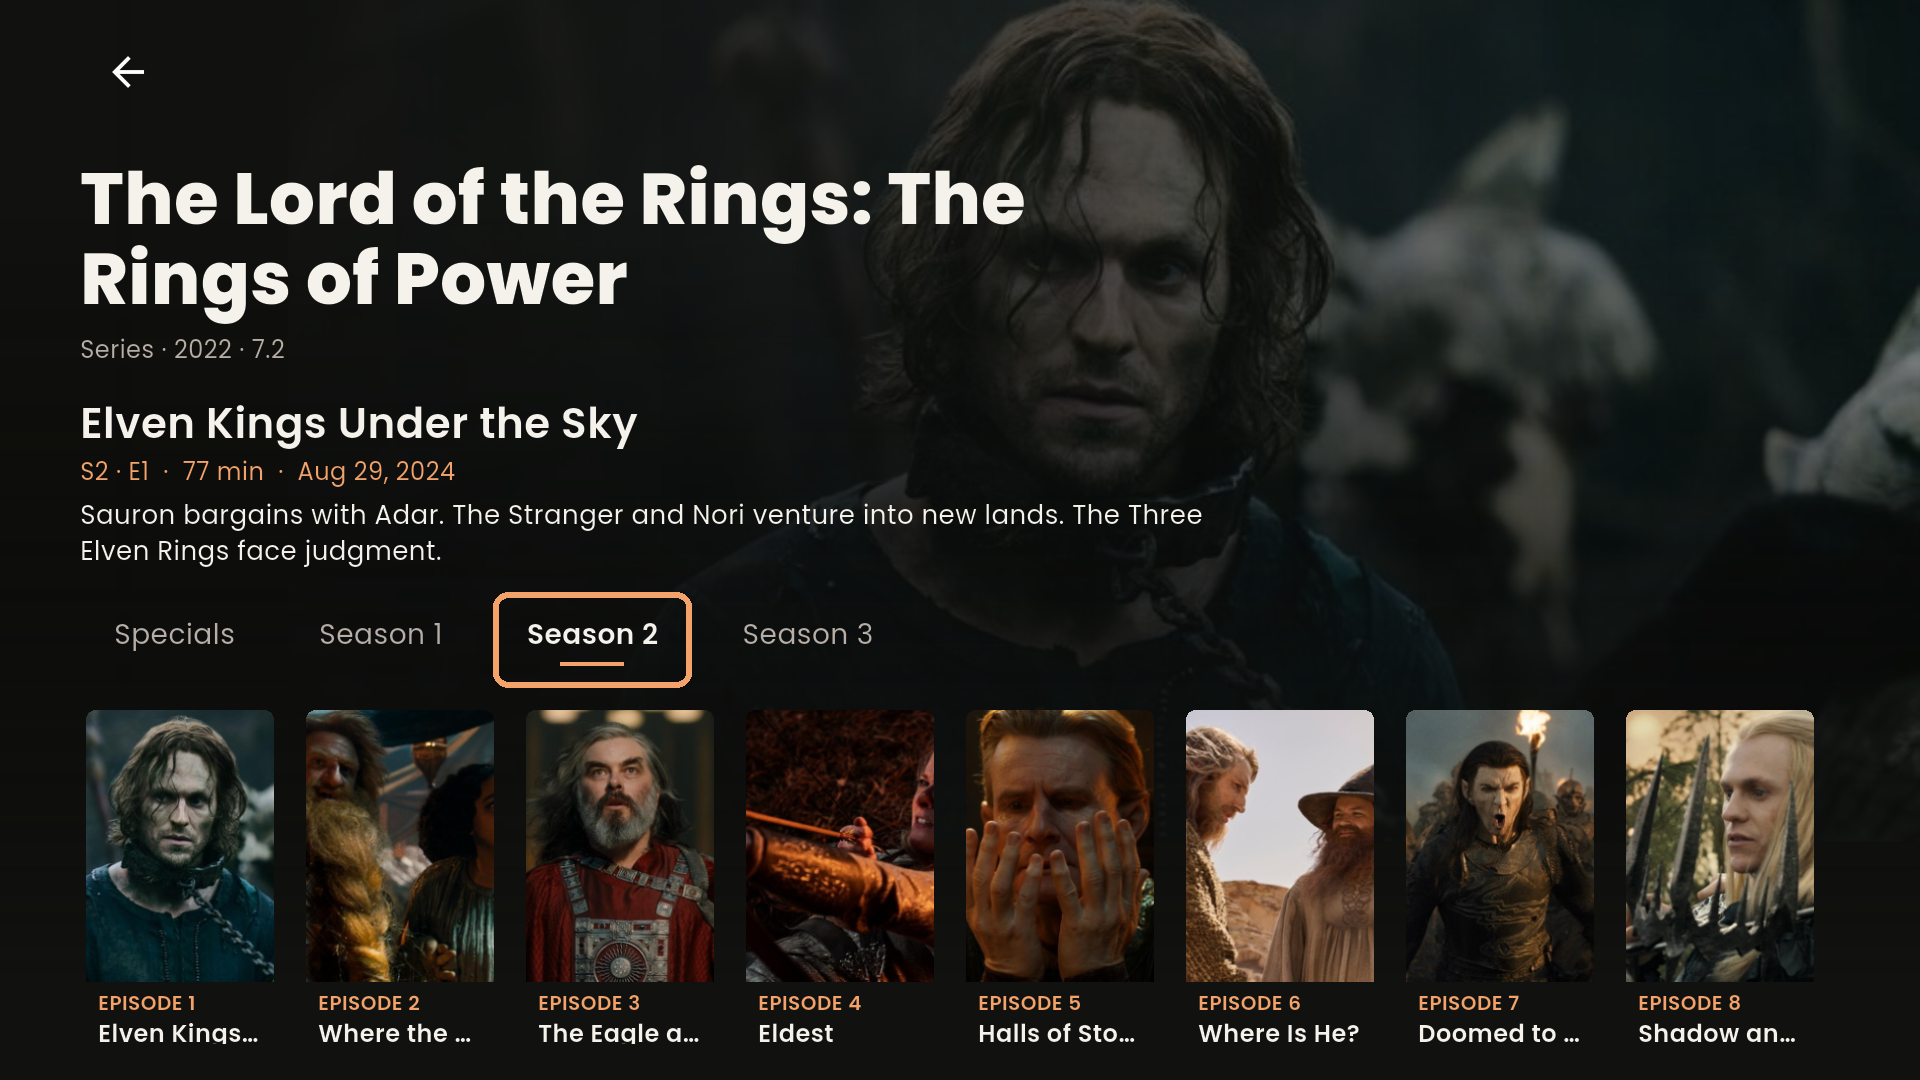 The Lord of the Rings: The
Rings of Power
Series · 2022 · 7.2
Elven Kings Under the Sky
S2 · E1 · 77 min · Aug 29, 2024
Sauron bargains with Adar. The Stranger and Nori venture into new lands. The Three
Elven Rings face judgment.
Specials
Season 1
Season 2
Season 3
EPISODE 1
Elven Kings...
EPISODE 2
Where the ...
EPISODE 3
The Eagle a...
EPISODE 4
Eldest
EPISODE 5
Halls of Sto...
EPISODE 6
Where Is He?
EPISODE 7
Doomed to ...
EPISODE 8
Shadow an...